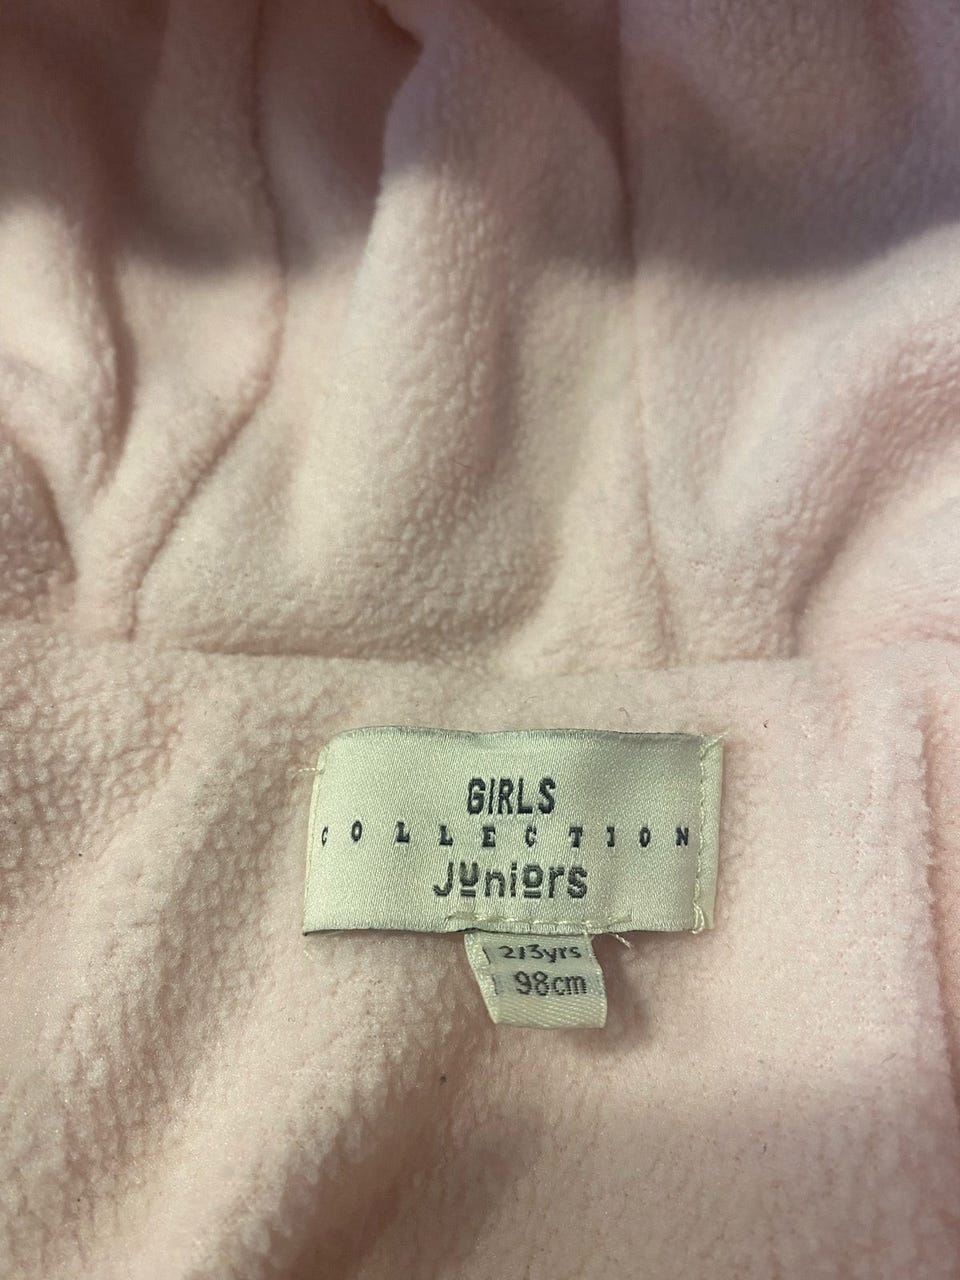 GIRLS
COLLECTION
Juniors
2/3yrs
98cm